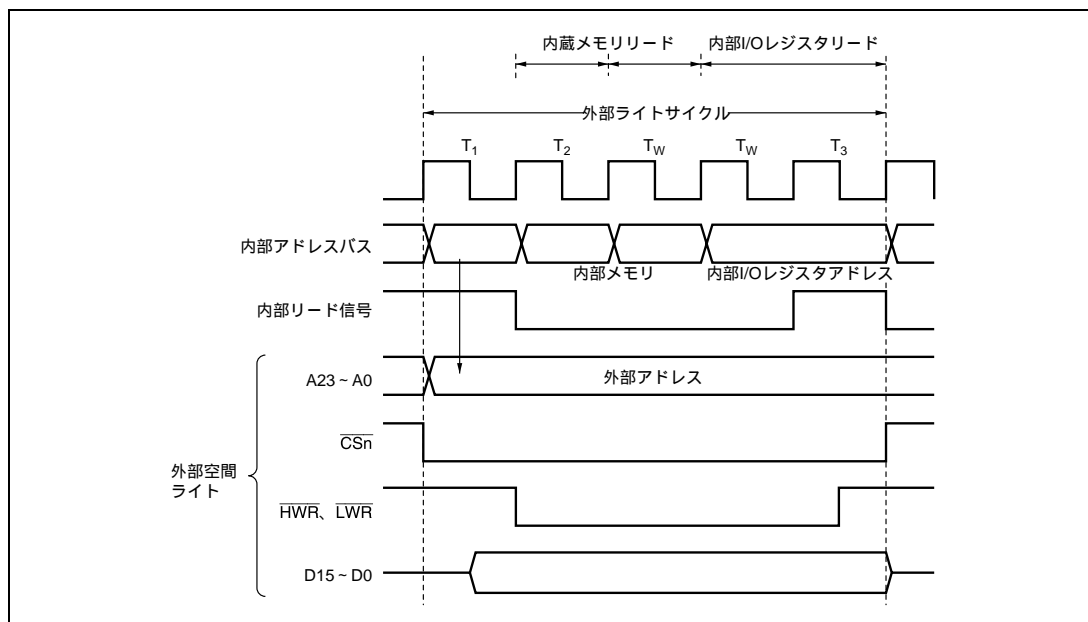 内蔵メモリリード 内部I/Oレジスタリード
外部ライトサイクル
T1 T2 TW TW T3
内部アドレスバス
内部メモリ 内部I/Oレジスタアドレス
内部リード信号
A23~A0 外部アドレス
CSn
外部空間
ライト
HWR、LWR
D15~D0